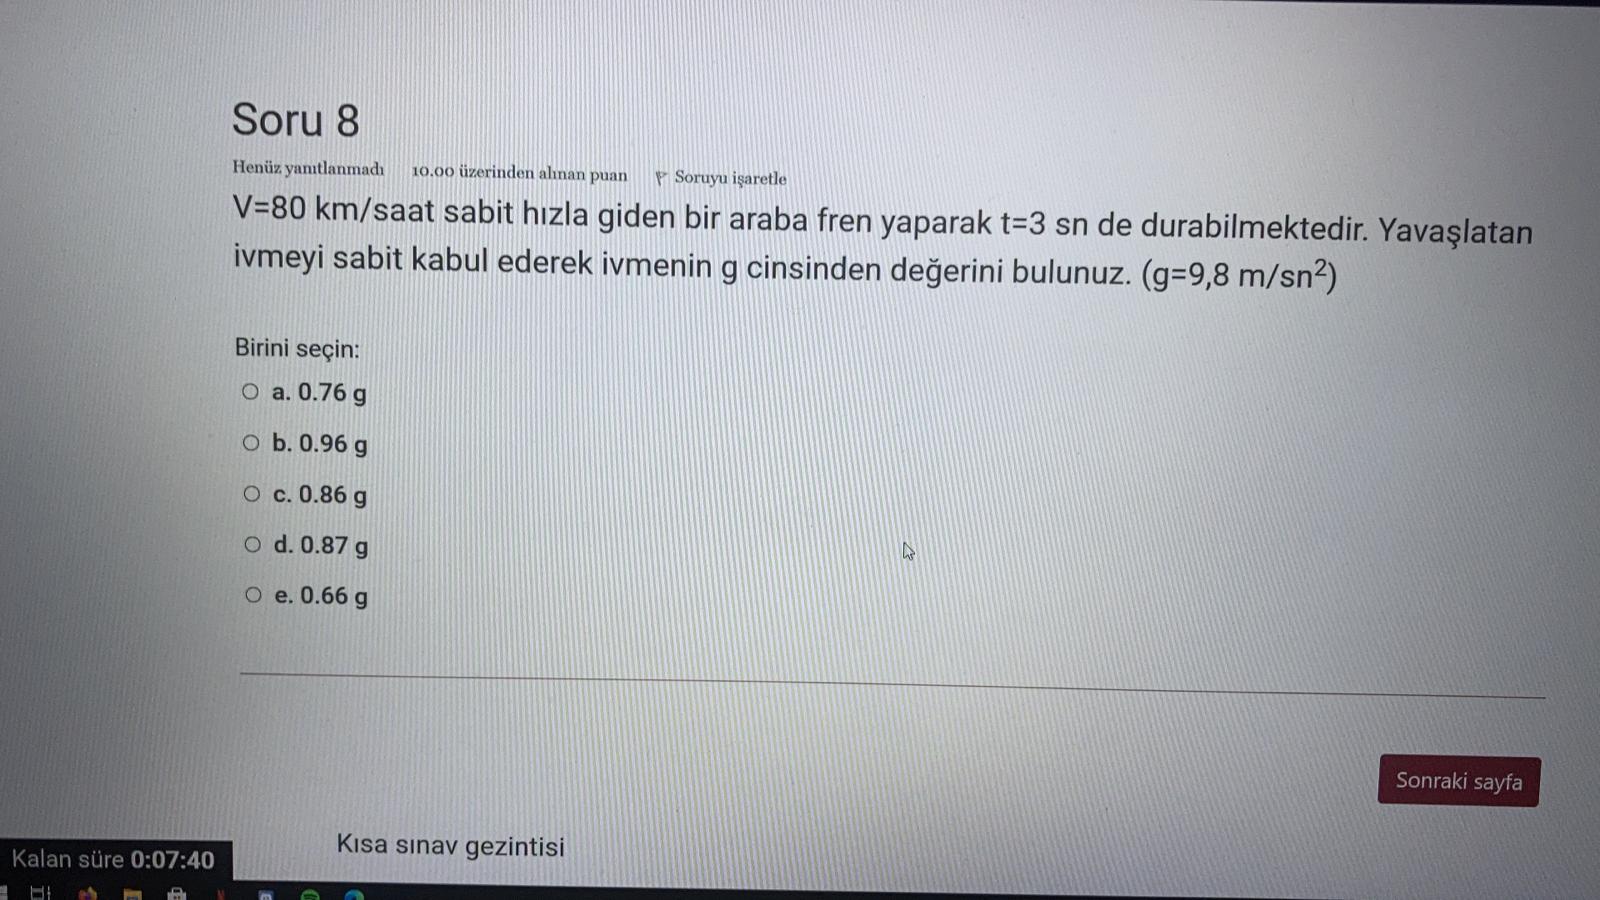 Soru 8
Henüz yanıtlanmadı 10.00 üzerinden alınan puan Soruyu işaretle
V=80 km/saat sabit hızla giden bir araba fren yaparak t=3 sn de durabilmektedir. Yavaşlatan
ivmeyi sabit kabul ederek ivmenin g cinsinden değerini bulunuz. (g=9,8 m/sn²)
Birini seçin:
a. 0.76 g
b. 0.96 g
c. 0.86 g
d. 0.87 g
e. 0.66 g
Sonraki sayfa
Kısa sınav gezintisi
Kalan süre 0:07:40